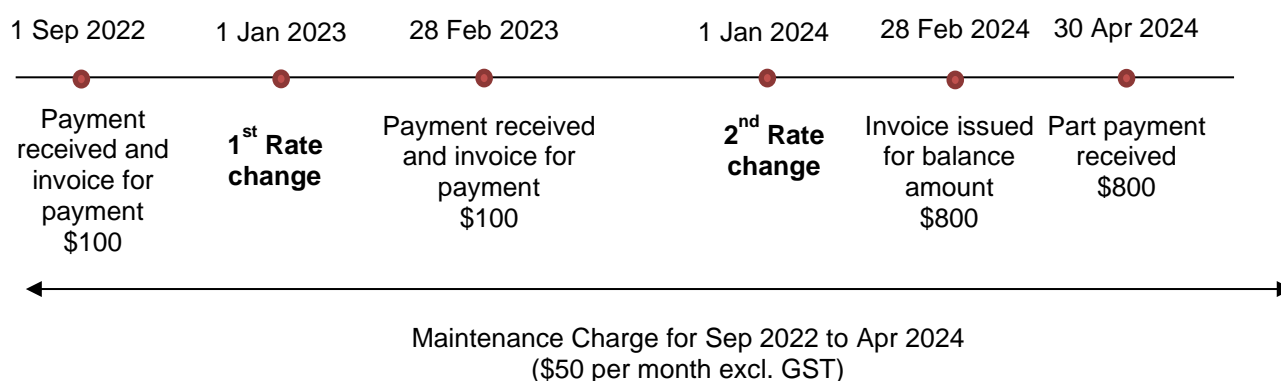 1 Sep 2022
1 Jan 2023
28 Feb 2023
1 Jan 2024
28 Feb 2024
30 Apr 2024
Payment
received and
invoice for
payment
$100
1st Rate
change
Payment received
and invoice for
payment
$100
2nd Rate
change
Invoice issued
for balance
amount
$800
Part payment
received
$800
Maintenance Charge for Sep 2022 to Apr 2024
($50 per month excl. GST)